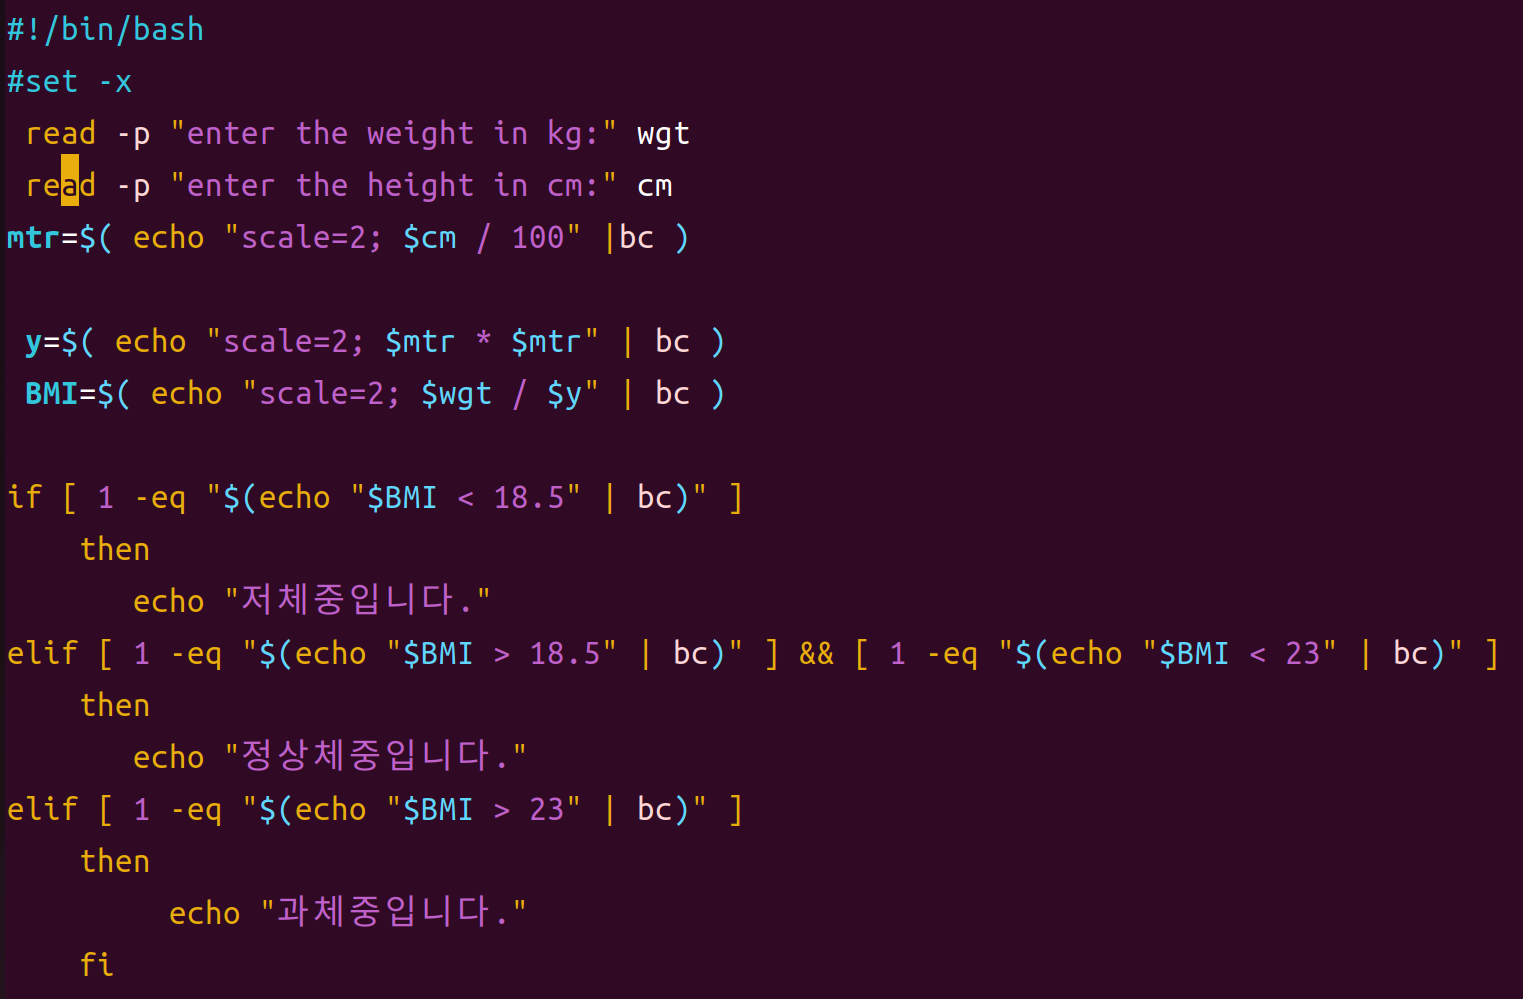 #!/bin/bash
#set -x
read -p "enter the weight in kg:" wgt
read -p "enter the height in cm:" cm
mtr=$( echo "scale=2; $cm / 100" |bc )
y=$( echo "scale=2; $mtr * $mtr" | bc )
BMI=$( echo "scale=2; $wgt / $y" | bc )
if [ 1 -eq "$(echo "$BMI < 18.5" | bc)" ]
then
echo "저체중입니다."
elif [ 1 -eq "$(echo "$BMI > 18.5" | bc)" ] && [ 1 -eq "$(echo "$BMI < 23" | bc)" ]
then
echo "정상체중입니다."
elif [ 1 -eq "$(echo "$BMI > 23" | bc)" ]
then
echo "과체중입니다."
fi